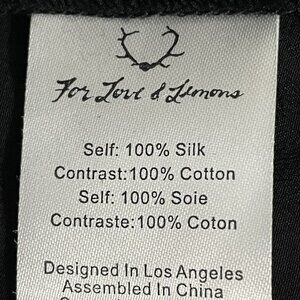 For Love & Lemons
Self: 100% Silk
Contrast:100% Cotton
Self: 100% Soie
Contraste:100% Coton
Designed In Los Angeles
Assembled In China